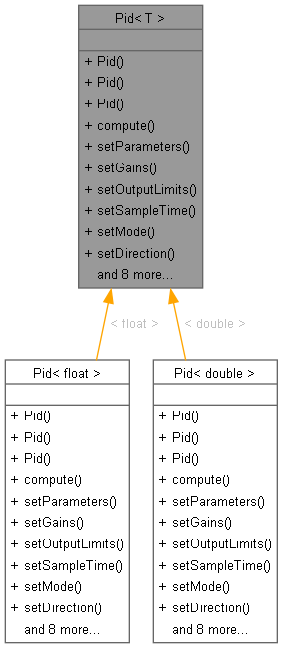 Pid< T >
+ Pid()
+ Pid()
+ Pid()
+ compute()
+ setParameters()
+ setGains()
+ setOutputLimits()
+ setSampleTime()
+ setMode()
+ setDirection()
and 8 more...
< float >
< double >
Pid< float >
+ Pid()
+ Pid()
+ Pid()
+ compute()
+ setParameters()
+ setGains()
+ setOutputLimits()
+ setSampleTime()
+ setMode()
+ setDirection()
and 8 more...
Pid< double >
+ Pid()
+ Pid()
+ Pid()
+ compute()
+ setParameters()
+ setGains()
+ setOutputLimits()
+ setSampleTime()
+ setMode()
+ setDirection()
and 8 more...